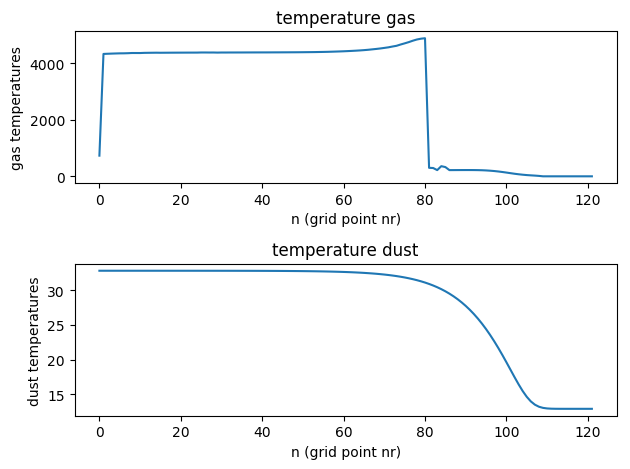 temperature gas
gas temperatures
4000
2000
0
0 20 40 60 80 100 120
n (grid point nr)
temperature dust
dust temperatures
30
25
20
15
0 20 40 60 80 100 120
n (grid point nr)